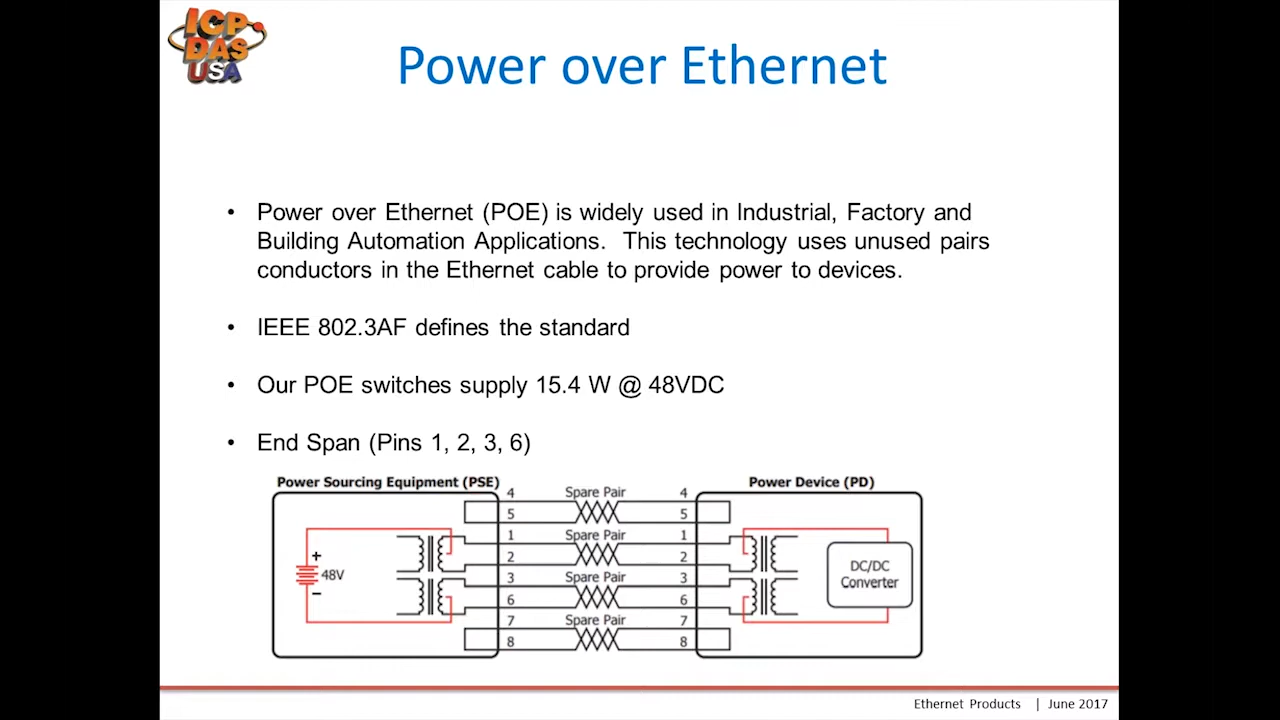 ICP
DAS
USA
Power over Ethernet
• Power over Ethernet (POE) is widely used in Industrial, Factory and
Building Automation Applications. This technology uses unused pairs
conductors in the Ethernet cable to provide power to devices.
• IEEE 802.3AF defines the standard
• Our POE switches supply 15.4 W @ 48VDC
• End Span (Pins 1, 2, 3, 6)
Power Sourcing Equipment (PSE)
Power Device (PD)
4 Spare Pair 4
5 5
1 Spare Pair 1
2 2
+
48V
−
3 Spare Pair 3
6 6
7 Spare Pair 7
8 8
DC/DC
Converter
Ethernet Products | June 2017